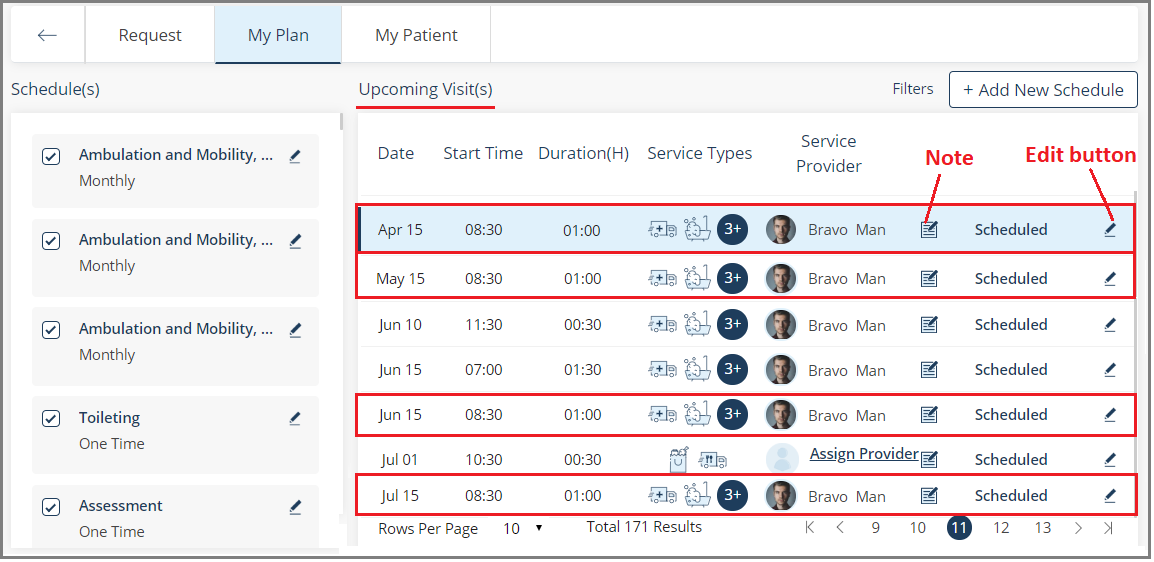 Request My Plan My Patient
Schedule(s)
Upcoming Visit(s)
Filters
+ Add New Schedule
Ambulation and Mobility, ...
Monthly
Ambulation and Mobility, ...
Monthly
Ambulation and Mobility, ...
Monthly
Toileting
One Time
Assessment
One Time
Note
Edit button
Date Start Time Duration(H) Service Types Service Provider
Apr 15 08:30 01:00 3+ Bravo Man Scheduled
May 15 08:30 01:00 3+ Bravo Man Scheduled
Jun 10 11:30 00:30 3+ Bravo Man Scheduled
Jun 15 07:00 01:30 3+ Bravo Man Scheduled
Jun 15 08:30 01:00 3+ Bravo Man Scheduled
Jul 01 10:30 00:30 Assign Provider Scheduled
Jul 15 08:30 01:00 3+ Bravo Man Scheduled
Rows Per Page 10 Total 171 Results 9 10 11 12 13